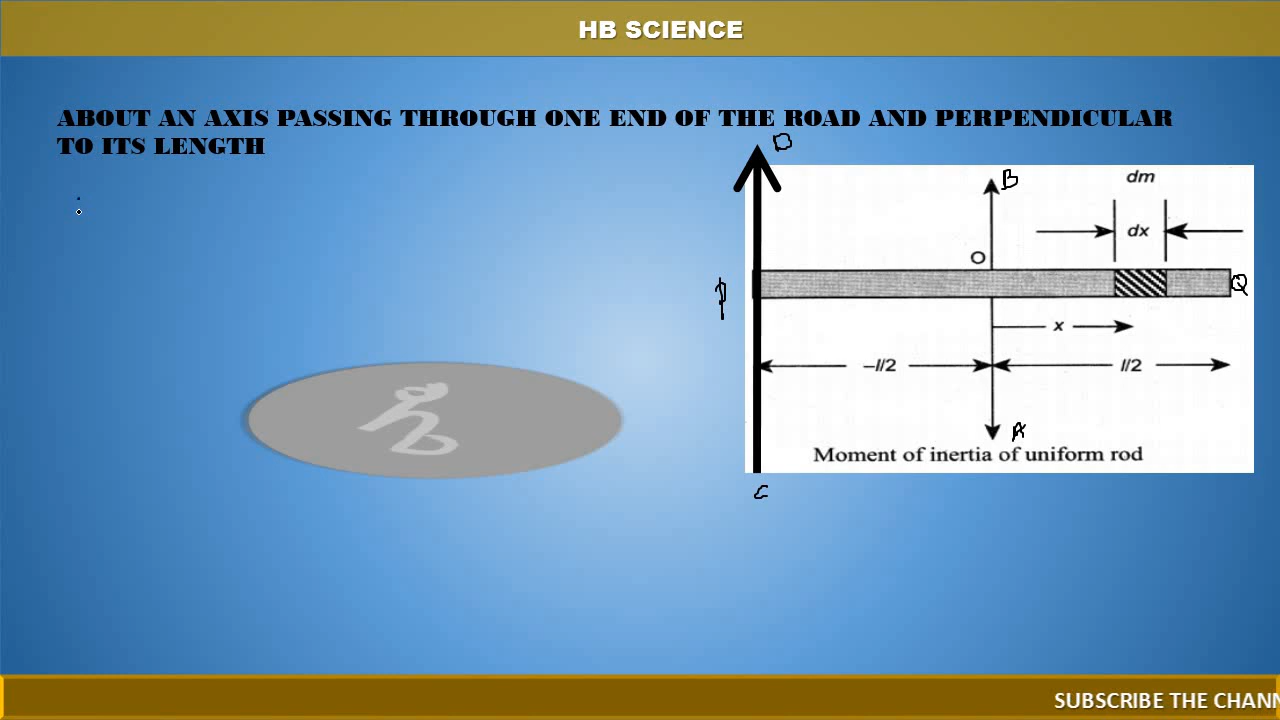 HB SCIENCE
ABOUT AN AXIS PASSING THROUGH ONE END OF THE ROAD AND PERPENDICULAR
TO ITS LENGTH
D
B
dm
dx
O
P
Q
x
–l/2
l/2
A
Moment of inertia of uniform rod
C
SUBSCRIBE THE CHANN